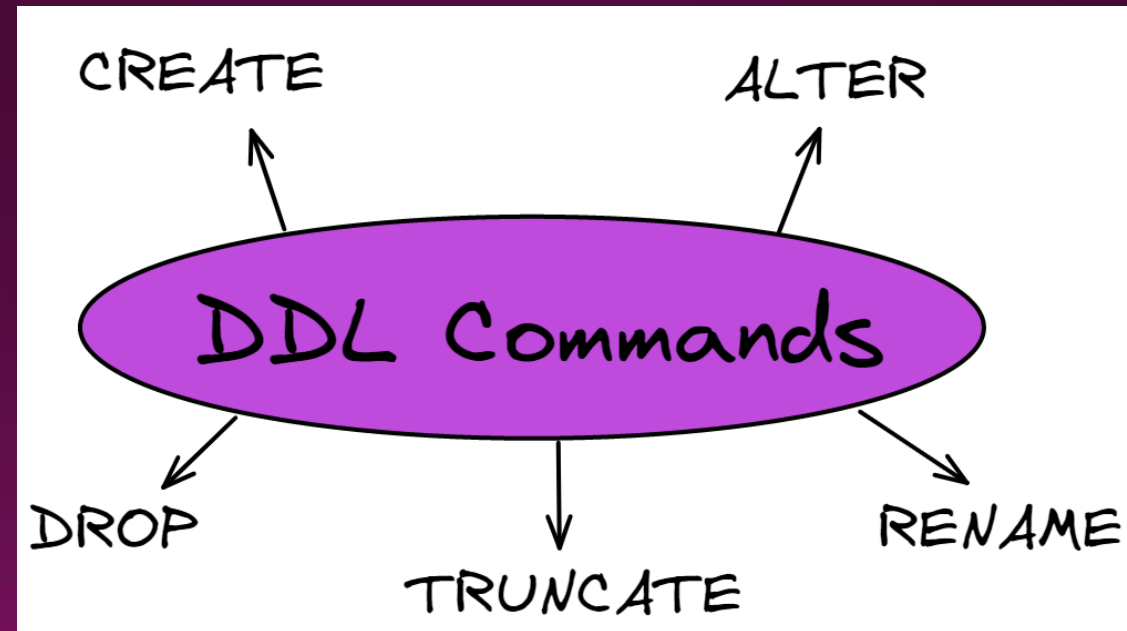 CREATE
ALTER
DDL Commands
DROP
TRUNCATE
RENAME